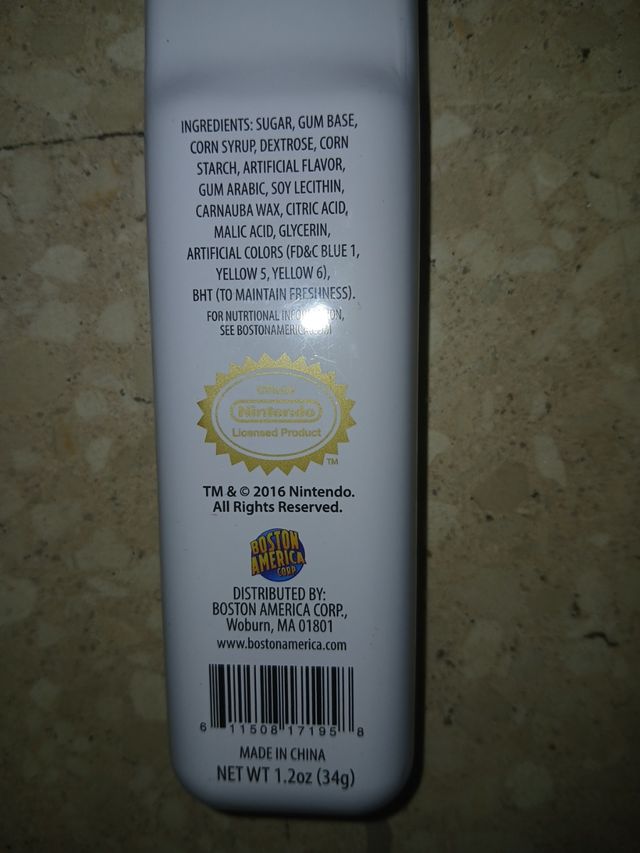 INGREDIENTS: SUGAR, GUM BASE,
CORN SYRUP, DEXTROSE, CORN
STARCH, ARTIFICIAL FLAVOR,
GUM ARABIC, SOY LECITHIN,
CARNAUBA WAX, CITRIC ACID,
MALIC ACID, GLYCERIN,
ARTIFICIAL COLORS (FD&C BLUE 1,
YELLOW 5, YELLOW 6),
BHT (TO MAINTAIN FRESHNESS).
FOR NUTRTIONAL
SEE
Nintendo
Licensed Product
TM
TM & © 2016 Nintendo.
All Rights Reserved.
BOSTON
AMERICA
CORP
DISTRIBUTED BY:
BOSTON AMERICA CORP.,
Woburn, MA 01801
www.bostonamerica.com
6 11508 17195 8
MADE IN CHINA
NET WT 1.2oz (34g)